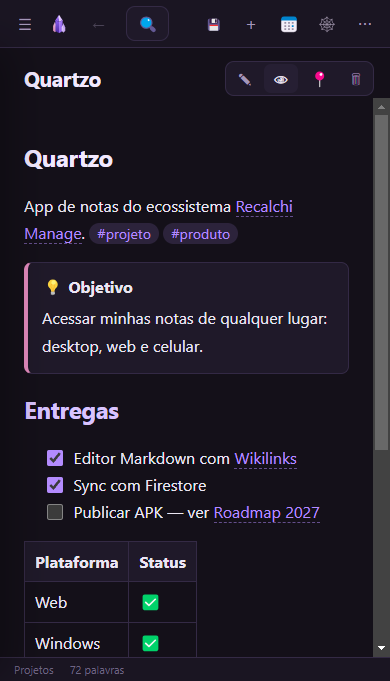 Quartzo
Quartzo
App de notas do ecossistema Recalchi
Manage. #projeto #produto
💡 Objetivo
Acessar minhas notas de qualquer lugar:
desktop, web e celular.
Entregas
Editor Markdown com Wikilinks
Sync com Firestore
Publicar APK — ver Roadmap 2027
Plataforma Status
Web ✅
Windows ✅
Projetos 72 palavras